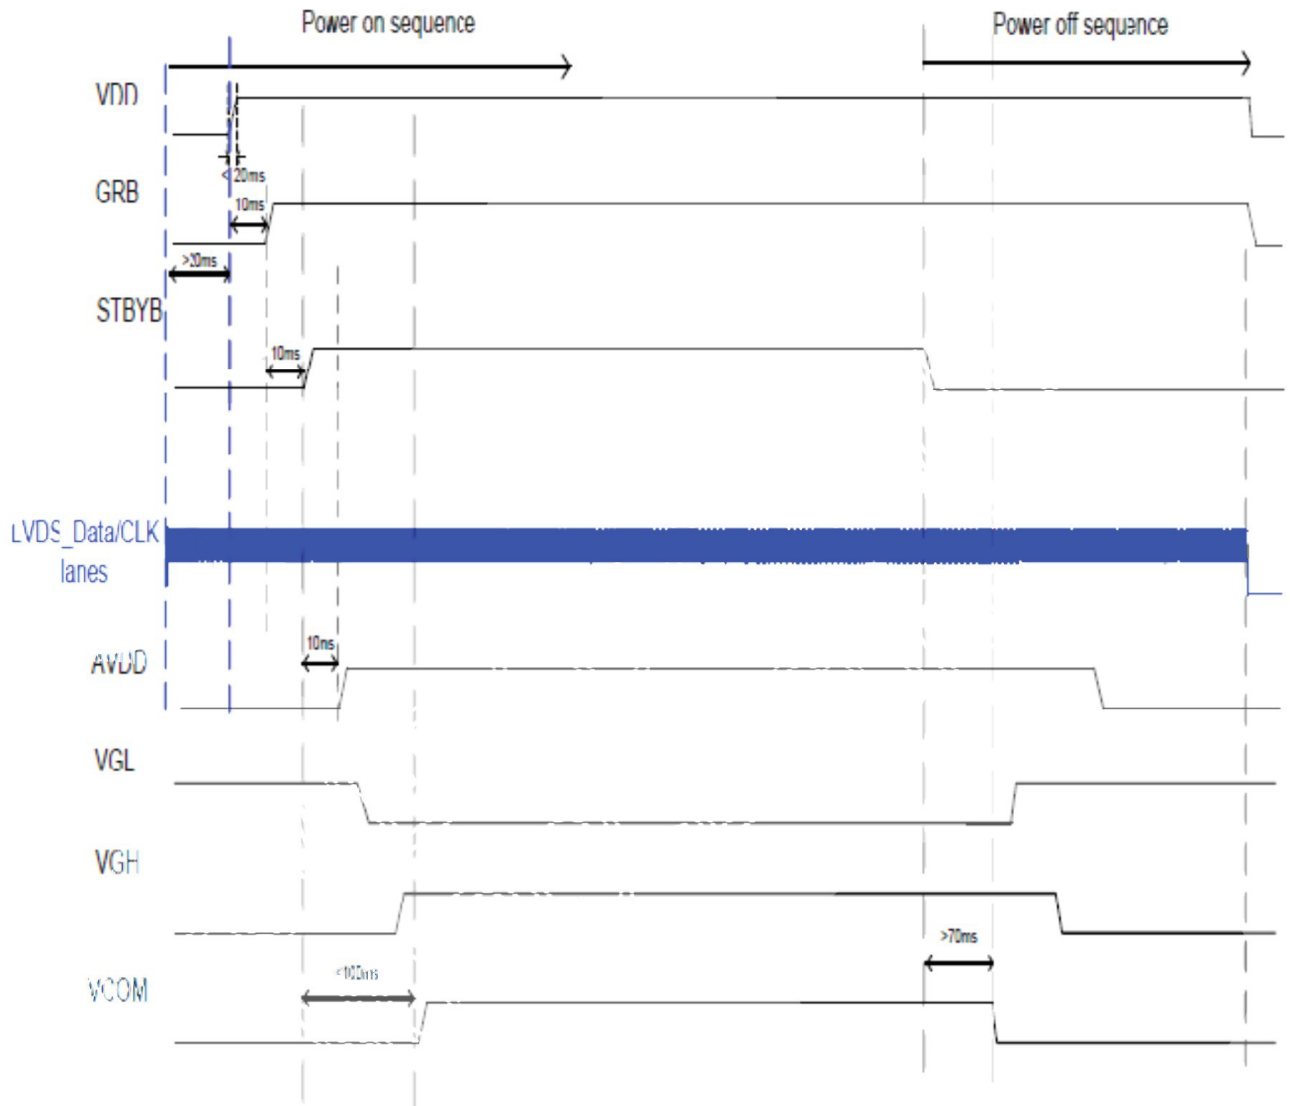 Power on sequence
Power off sequence
VDD
< 20ms
GRB
10ms
>20ms
STBYB
10ms
LVDS_Data/CLK
lanes
10ms
AVDD
VGL
VGH
>70ms
<100ms
VCOM